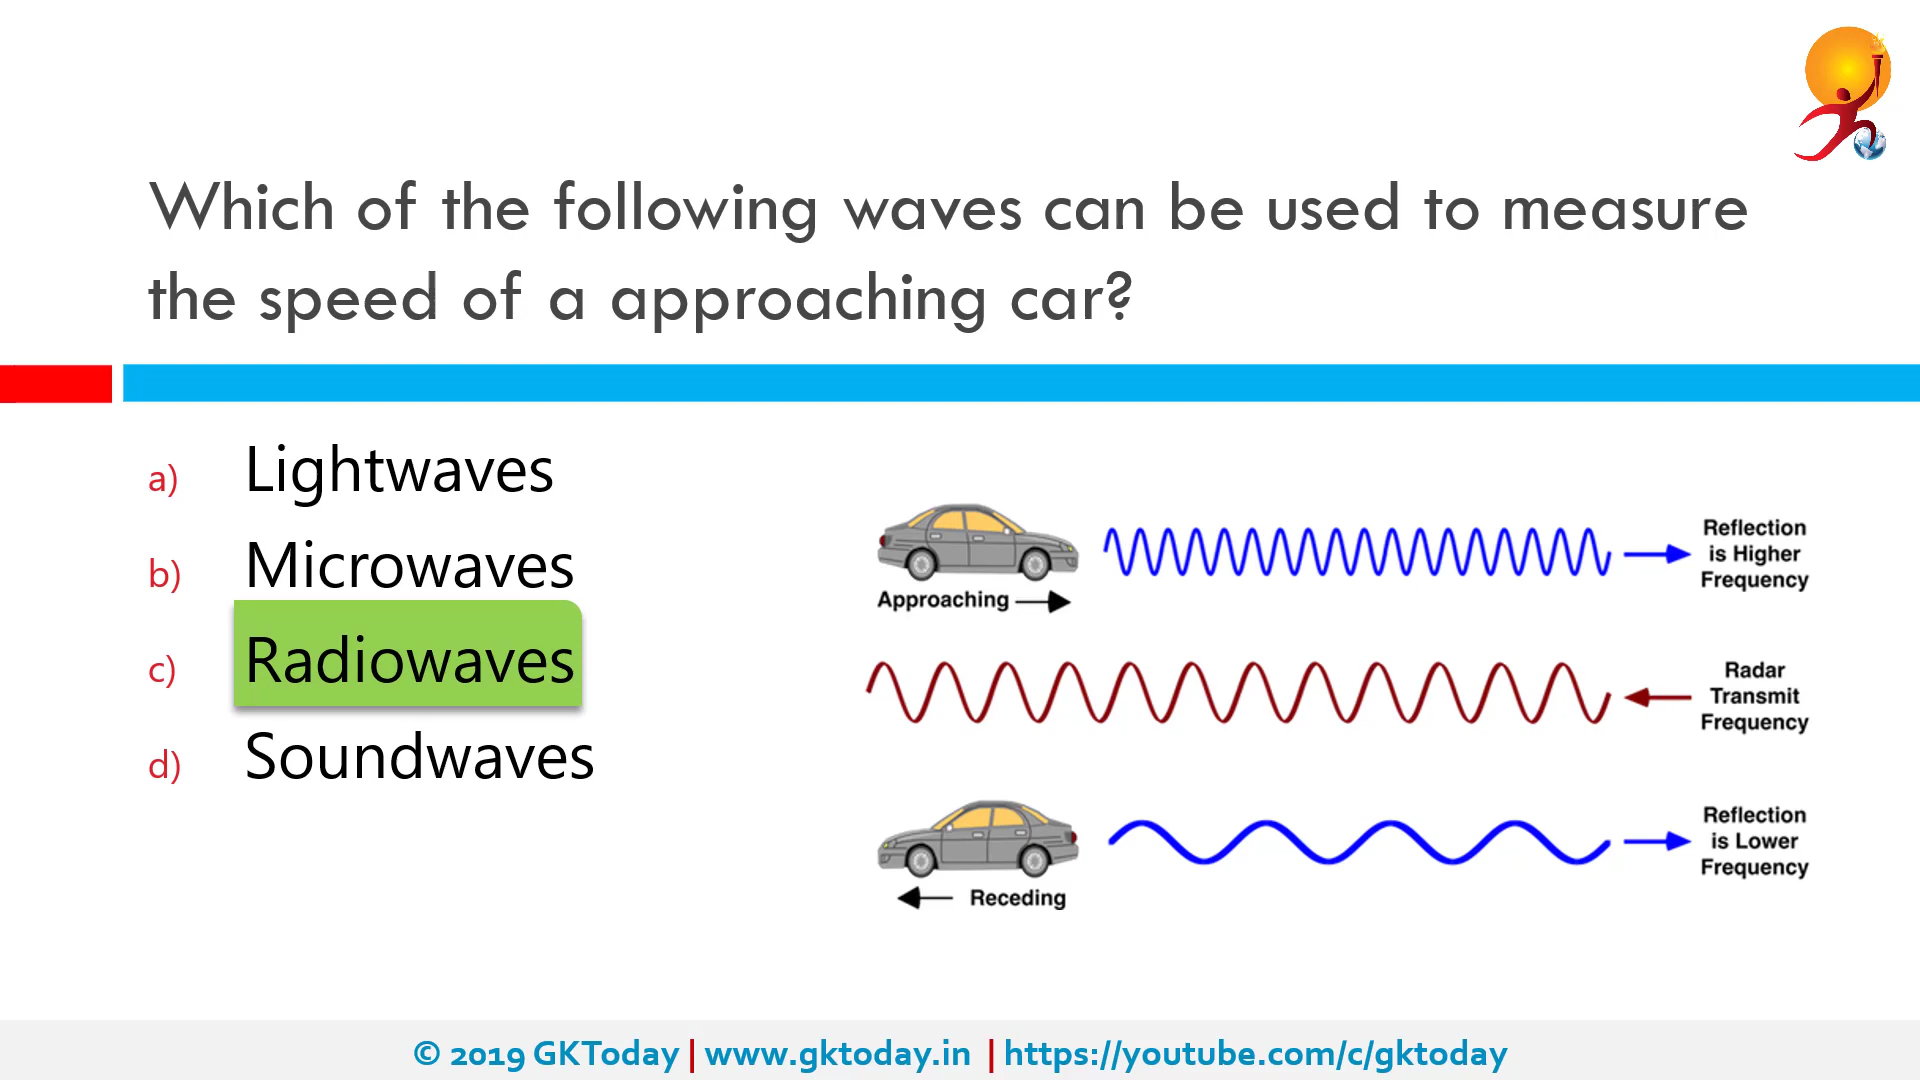 Which of the following waves can be used to measure
the speed of a approaching car?
a) Lightwaves
b) Microwaves
c) Radiowaves
d) Soundwaves
Approaching
Reflection
is Higher
Frequency
Radar
Transmit
Frequency
Receding
Reflection
is Lower
Frequency
© 2019 GKToday | www.gktoday.in | https://youtube.com/c/gktoday